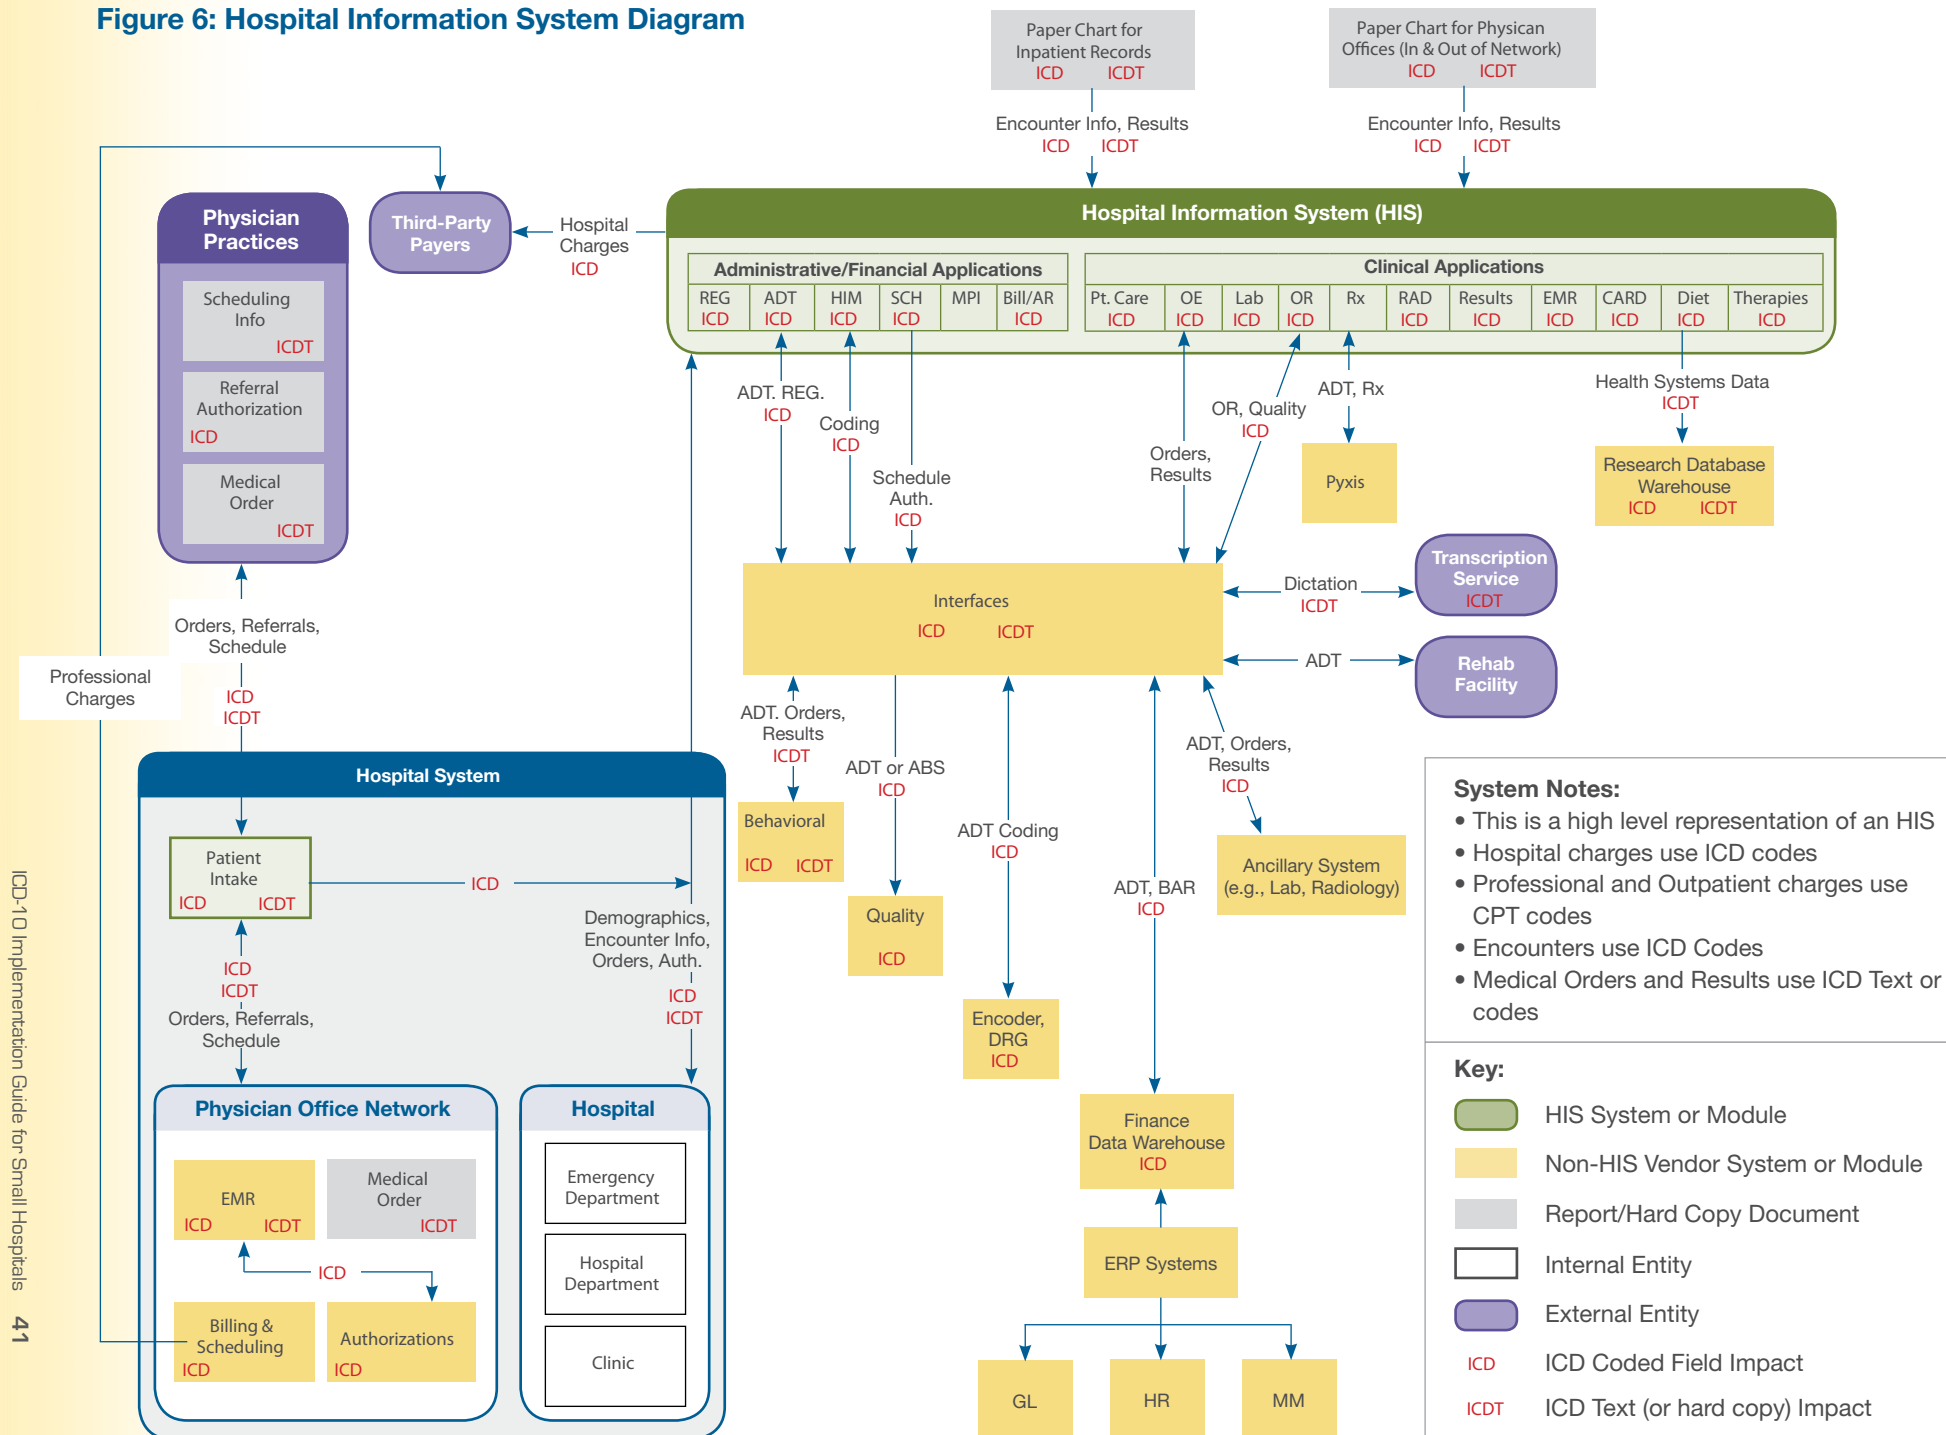 Figure 6: Hospital Information System Diagram
Paper Chart for
Inpatient Records
ICD ICDT
Paper Chart for Physican
Offices (In & Out of Network)
ICD ICDT
Encounter Info, Results
ICD ICDT
Encounter Info, Results
ICD ICDT
Physician
Practices
Scheduling
Info
ICDT
Referral
Authorization
ICD
Medical
Order
ICDT
Third-Party
Payers
Hospital
Charges
ICD
Hospital Information System (HIS)
Administrative/Financial Applications
REG ADT HIM SCH MPI Bill/AR
ICD ICD ICD ICD ICD
Clinical Applications
Pt. Care OE Lab OR Rx RAD Results EMR CARD Diet Therapies
ICD ICD ICD ICD ICD ICD ICD ICD ICD ICD
ADT. REG.
ICD
Coding
ICD
Schedule
Auth.
ICD
Orders,
Results
OR, Quality
ICD
ADT, Rx
Pyxis
Health Systems Data
ICDT
Research Database
Warehouse
ICD ICDT
Interfaces
ICD ICDT
Dictation
ICDT
Transcription
Service
ICDT
ADT
Rehab
Facility
Orders, Referrals,
Schedule
ICD
ICDT
Professional
Charges
ADT. Orders,
Results
ICDT
Behavioral
ICD ICDT
ADT or ABS
ICD
Quality
ICD
ADT Coding
ICD
Encoder,
DRG
ICD
ADT, BAR
ICD
Finance
Data Warehouse
ICD
ERP Systems
GL
HR
MM
ADT, Orders,
Results
ICD
Ancillary System
(e.g., Lab, Radiology)
Hospital System
Patient
Intake
ICD ICDT
ICD
Demographics,
Encounter Info,
Orders, Auth.
ICD
ICDT
ICD
ICDT
Orders, Referrals,
Schedule
Physician Office Network
EMR
ICD ICDT
Medical
Order
ICDT
ICD
Billing &
Scheduling
ICD
Authorizations
ICD
Hospital
Emergency
Department
Hospital
Department
Clinic
System Notes:
• This is a high level representation of an HIS
• Hospital charges use ICD codes
• Professional and Outpatient charges use
CPT codes
• Encounters use ICD Codes
• Medical Orders and Results use ICD Text or
codes
Key:
HIS System or Module
Non-HIS Vendor System or Module
Report/Hard Copy Document
Internal Entity
External Entity
ICD ICD Coded Field Impact
ICDT ICD Text (or hard copy) Impact
ICD-10 Implementation Guide for Small Hospitals 41